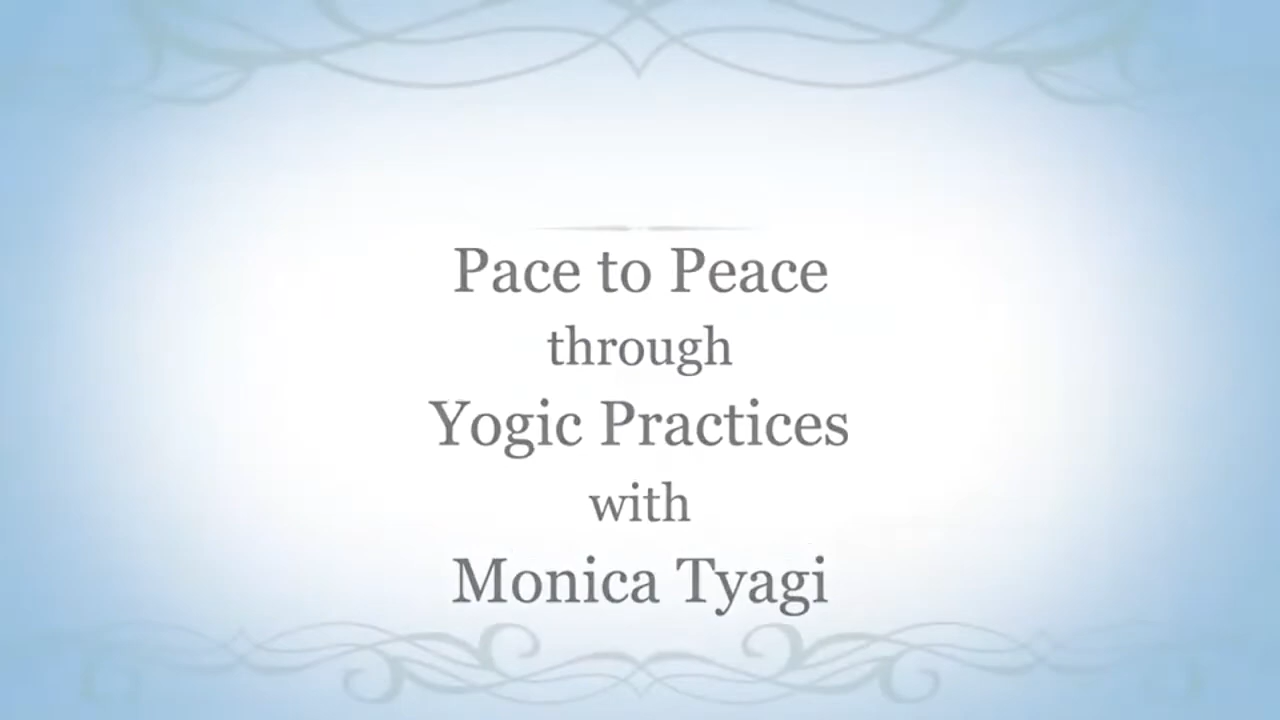 Pace to Peace
through
Yogic Practices
with
Monica Tyagi